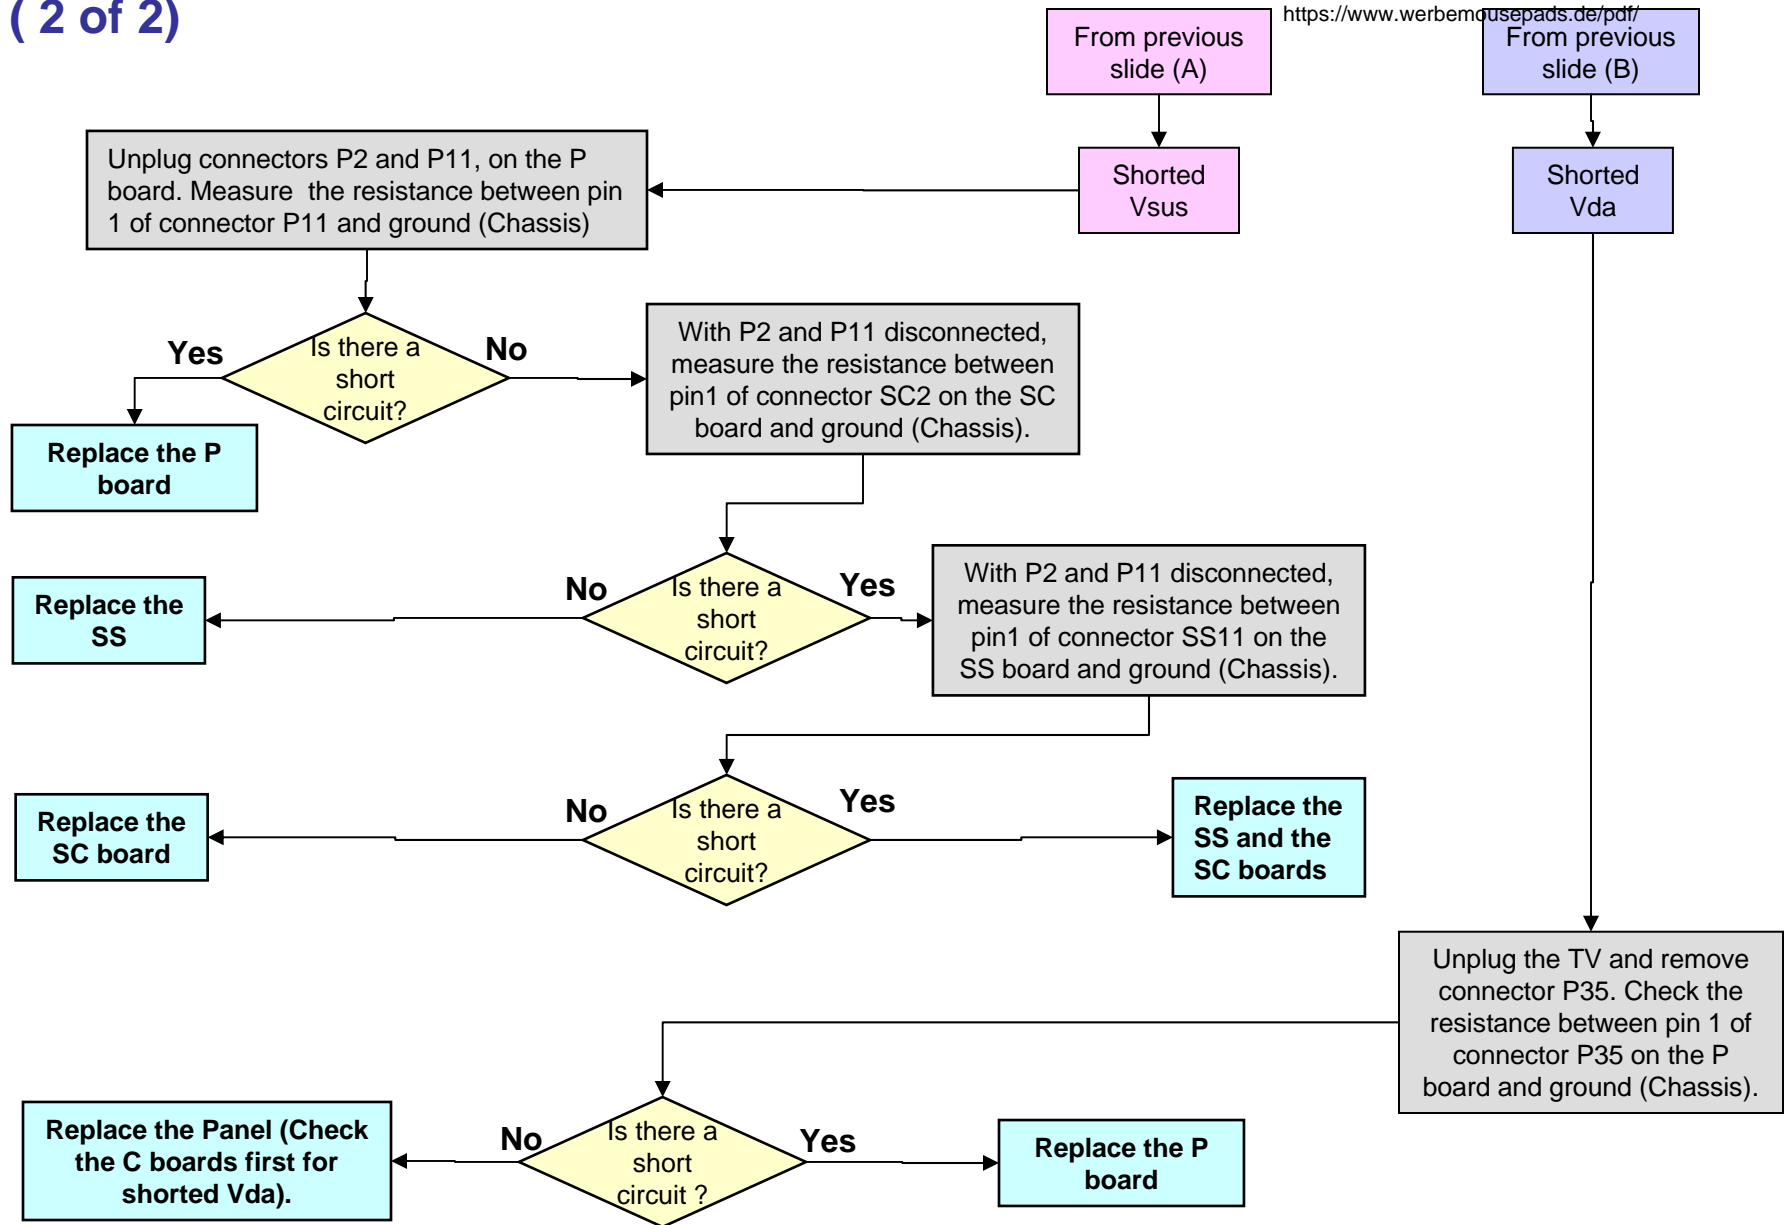 ( 2 of 2)
https://www.werbemousepads.de/pdf/
From previous
slide (A)
From previous
slide (B)
Shorted
Vsus
Shorted
Vda
Unplug connectors P2 and P11, on the P
board. Measure  the resistance between pin
1 of connector P11 and ground (Chassis)
Yes
Is there a
short
circuit?
No
With P2 and P11 disconnected,
measure the resistance between
pin1 of connector SC2 on the SC
board and ground (Chassis).
Replace the P
board
Replace the
SS
No
Is there a
short
circuit?
Yes
With P2 and P11 disconnected,
measure the resistance between
pin1 of connector SS11 on the
SS board and ground (Chassis).
Replace the
SC board
No
Is there a
short
circuit?
Yes
Replace the
SS and the
SC boards
Unplug the TV and remove
connector P35. Check the
resistance between pin 1 of
connector P35 on the P
board and ground (Chassis).
Replace the Panel (Check
the C boards first for
shorted Vda).
No
Is there a
short
circuit ?
Yes
Replace the P
board